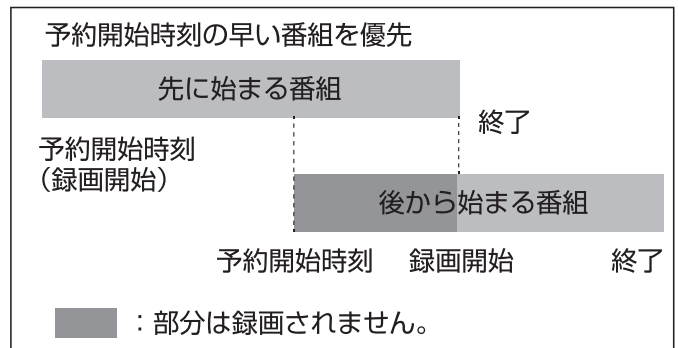 予約開始時刻の早い番組を優先
先に始まる番組
終了
予約開始時刻
（録画開始）
後から始まる番組
予約開始時刻 録画開始 終了
：部分は録画されません。